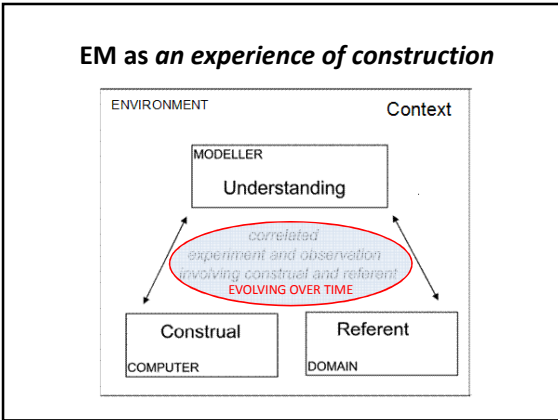 EM as an experience of construction
ENVIRONMENT
Context
MODELLER
Understanding
correlated
experiment and observation
involving construal and referent
EVOLVING OVER TIME
Construal
COMPUTER
Referent
DOMAIN